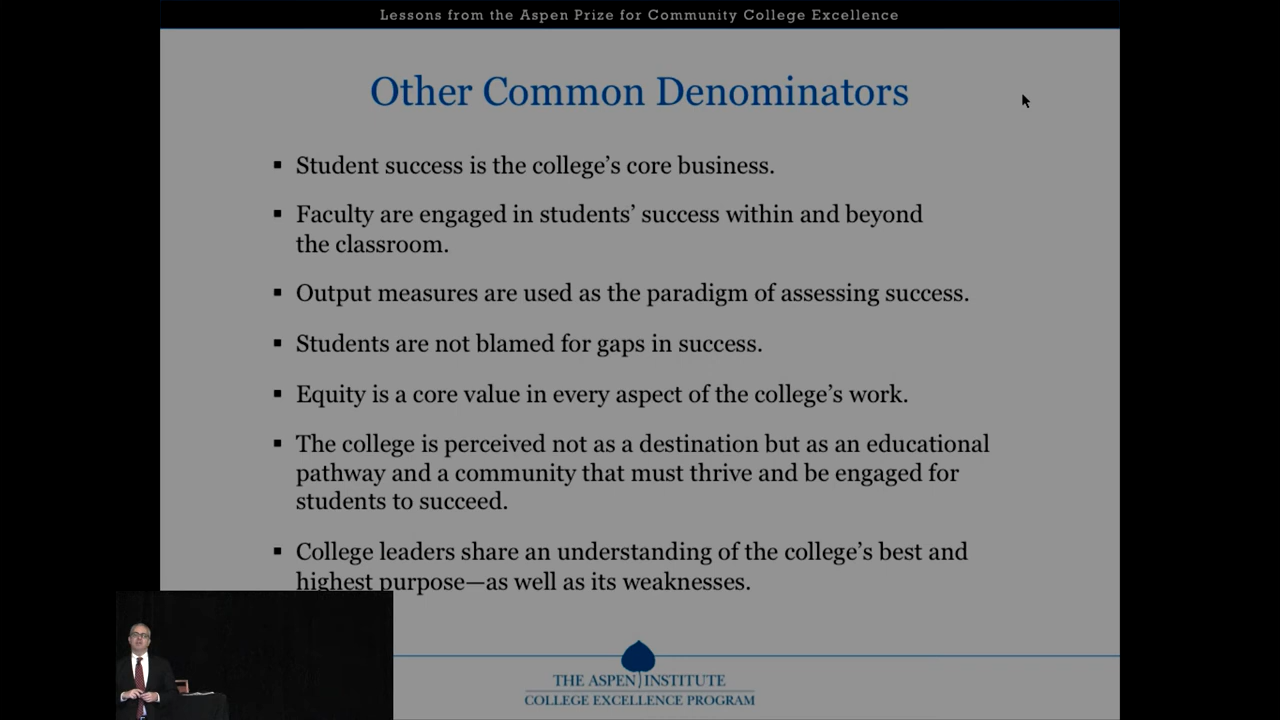 Lessons from the Aspen Prize for Community College Excellence
Other Common Denominators
▪ Student success is the college’s core business.
▪ Faculty are engaged in students’ success within and beyond
the classroom.
▪ Output measures are used as the paradigm of assessing success.
▪ Students are not blamed for gaps in success.
▪ Equity is a core value in every aspect of the college’s work.
▪ The college is perceived not as a destination but as an educational
pathway and a community that must thrive and be engaged for
students to succeed.
▪ College leaders share an understanding of the college’s best and
highest purpose—as well as its weaknesses.
THE ASPEN INSTITUTE
COLLEGE EXCELLENCE PROGRAM